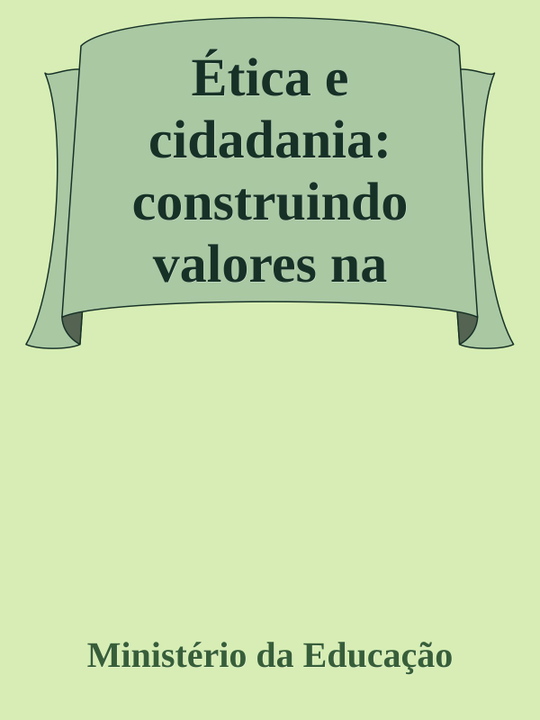 Ética e
cidadania:
construindo
valores na
Ministério da Educação